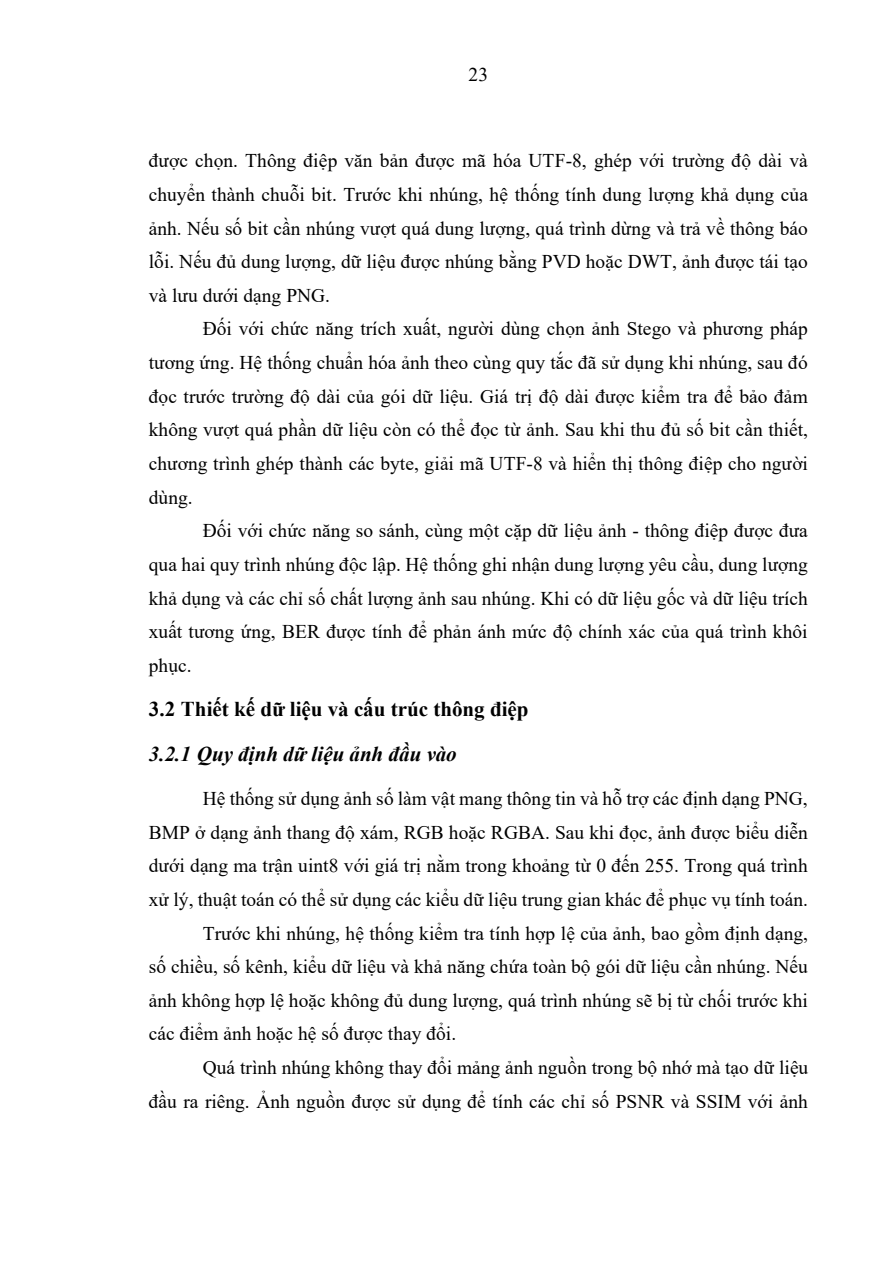 23
được chọn. Thông điệp văn bản được mã hóa UTF-8, ghép với trường độ dài và
chuyển thành chuỗi bit. Trước khi nhúng, hệ thống tính dung lượng khả dụng của
ảnh. Nếu số bit cần nhúng vượt quá dung lượng, quá trình dừng và trả về thông báo
lỗi. Nếu đủ dung lượng, dữ liệu được nhúng bằng PVD hoặc DWT, ảnh được tái tạo
và lưu dưới dạng PNG.
Đối với chức năng trích xuất, người dùng chọn ảnh Stego và phương pháp
tương ứng. Hệ thống chuẩn hóa ảnh theo cùng quy tắc đã sử dụng khi nhúng, sau đó
đọc trước trường độ dài của gói dữ liệu. Giá trị độ dài được kiểm tra để bảo đảm
không vượt quá phần dữ liệu còn có thể đọc từ ảnh. Sau khi thu đủ số bit cần thiết,
chương trình ghép thành các byte, giải mã UTF-8 và hiển thị thông điệp cho người
dùng.
Đối với chức năng so sánh, cùng một cặp dữ liệu ảnh - thông điệp được đưa
qua hai quy trình nhúng độc lập. Hệ thống ghi nhận dung lượng yêu cầu, dung lượng
khả dụng và các chỉ số chất lượng ảnh sau nhúng. Khi có dữ liệu gốc và dữ liệu trích
xuất tương ứng, BER được tính để phản ánh mức độ chính xác của quá trình khôi
phục.
3.2 Thiết kế dữ liệu và cấu trúc thông điệp
3.2.1 Quy định dữ liệu ảnh đầu vào
Hệ thống sử dụng ảnh số làm vật mang thông tin và hỗ trợ các định dạng PNG,
BMP ở dạng ảnh thang độ xám, RGB hoặc RGBA. Sau khi đọc, ảnh được biểu diễn
dưới dạng ma trận uint8 với giá trị nằm trong khoảng từ 0 đến 255. Trong quá trình
xử lý, thuật toán có thể sử dụng các kiểu dữ liệu trung gian khác để phục vụ tính toán.
Trước khi nhúng, hệ thống kiểm tra tính hợp lệ của ảnh, bao gồm định dạng,
số chiều, số kênh, kiểu dữ liệu và khả năng chứa toàn bộ gói dữ liệu cần nhúng. Nếu
ảnh không hợp lệ hoặc không đủ dung lượng, quá trình nhúng sẽ bị từ chối trước khi
các điểm ảnh hoặc hệ số được thay đổi.
Quá trình nhúng không thay đổi mảng ảnh nguồn trong bộ nhớ mà tạo dữ liệu
đầu ra riêng. Ảnh nguồn được sử dụng để tính các chỉ số PSNR và SSIM với ảnh